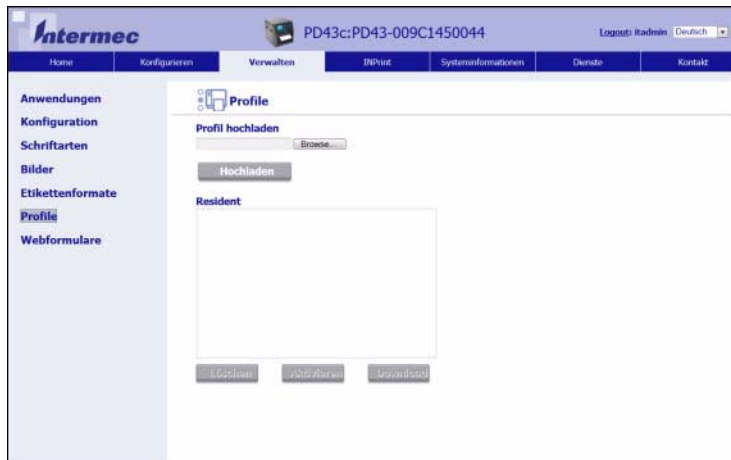 Intermec PD43c:PD43-009C1450044 Logout: itadmin Deutsch
Home Konfigurieren Verwalten INPrint Systeminformationen Dienste Kontakt
Anwendungen
Konfiguration
Schriftarten
Bilder
Etikettenformate
Profile
Webformulare
Profile
Profil hochladen
Browse...
Hochladen
Resident
Löschen Aktivieren Download